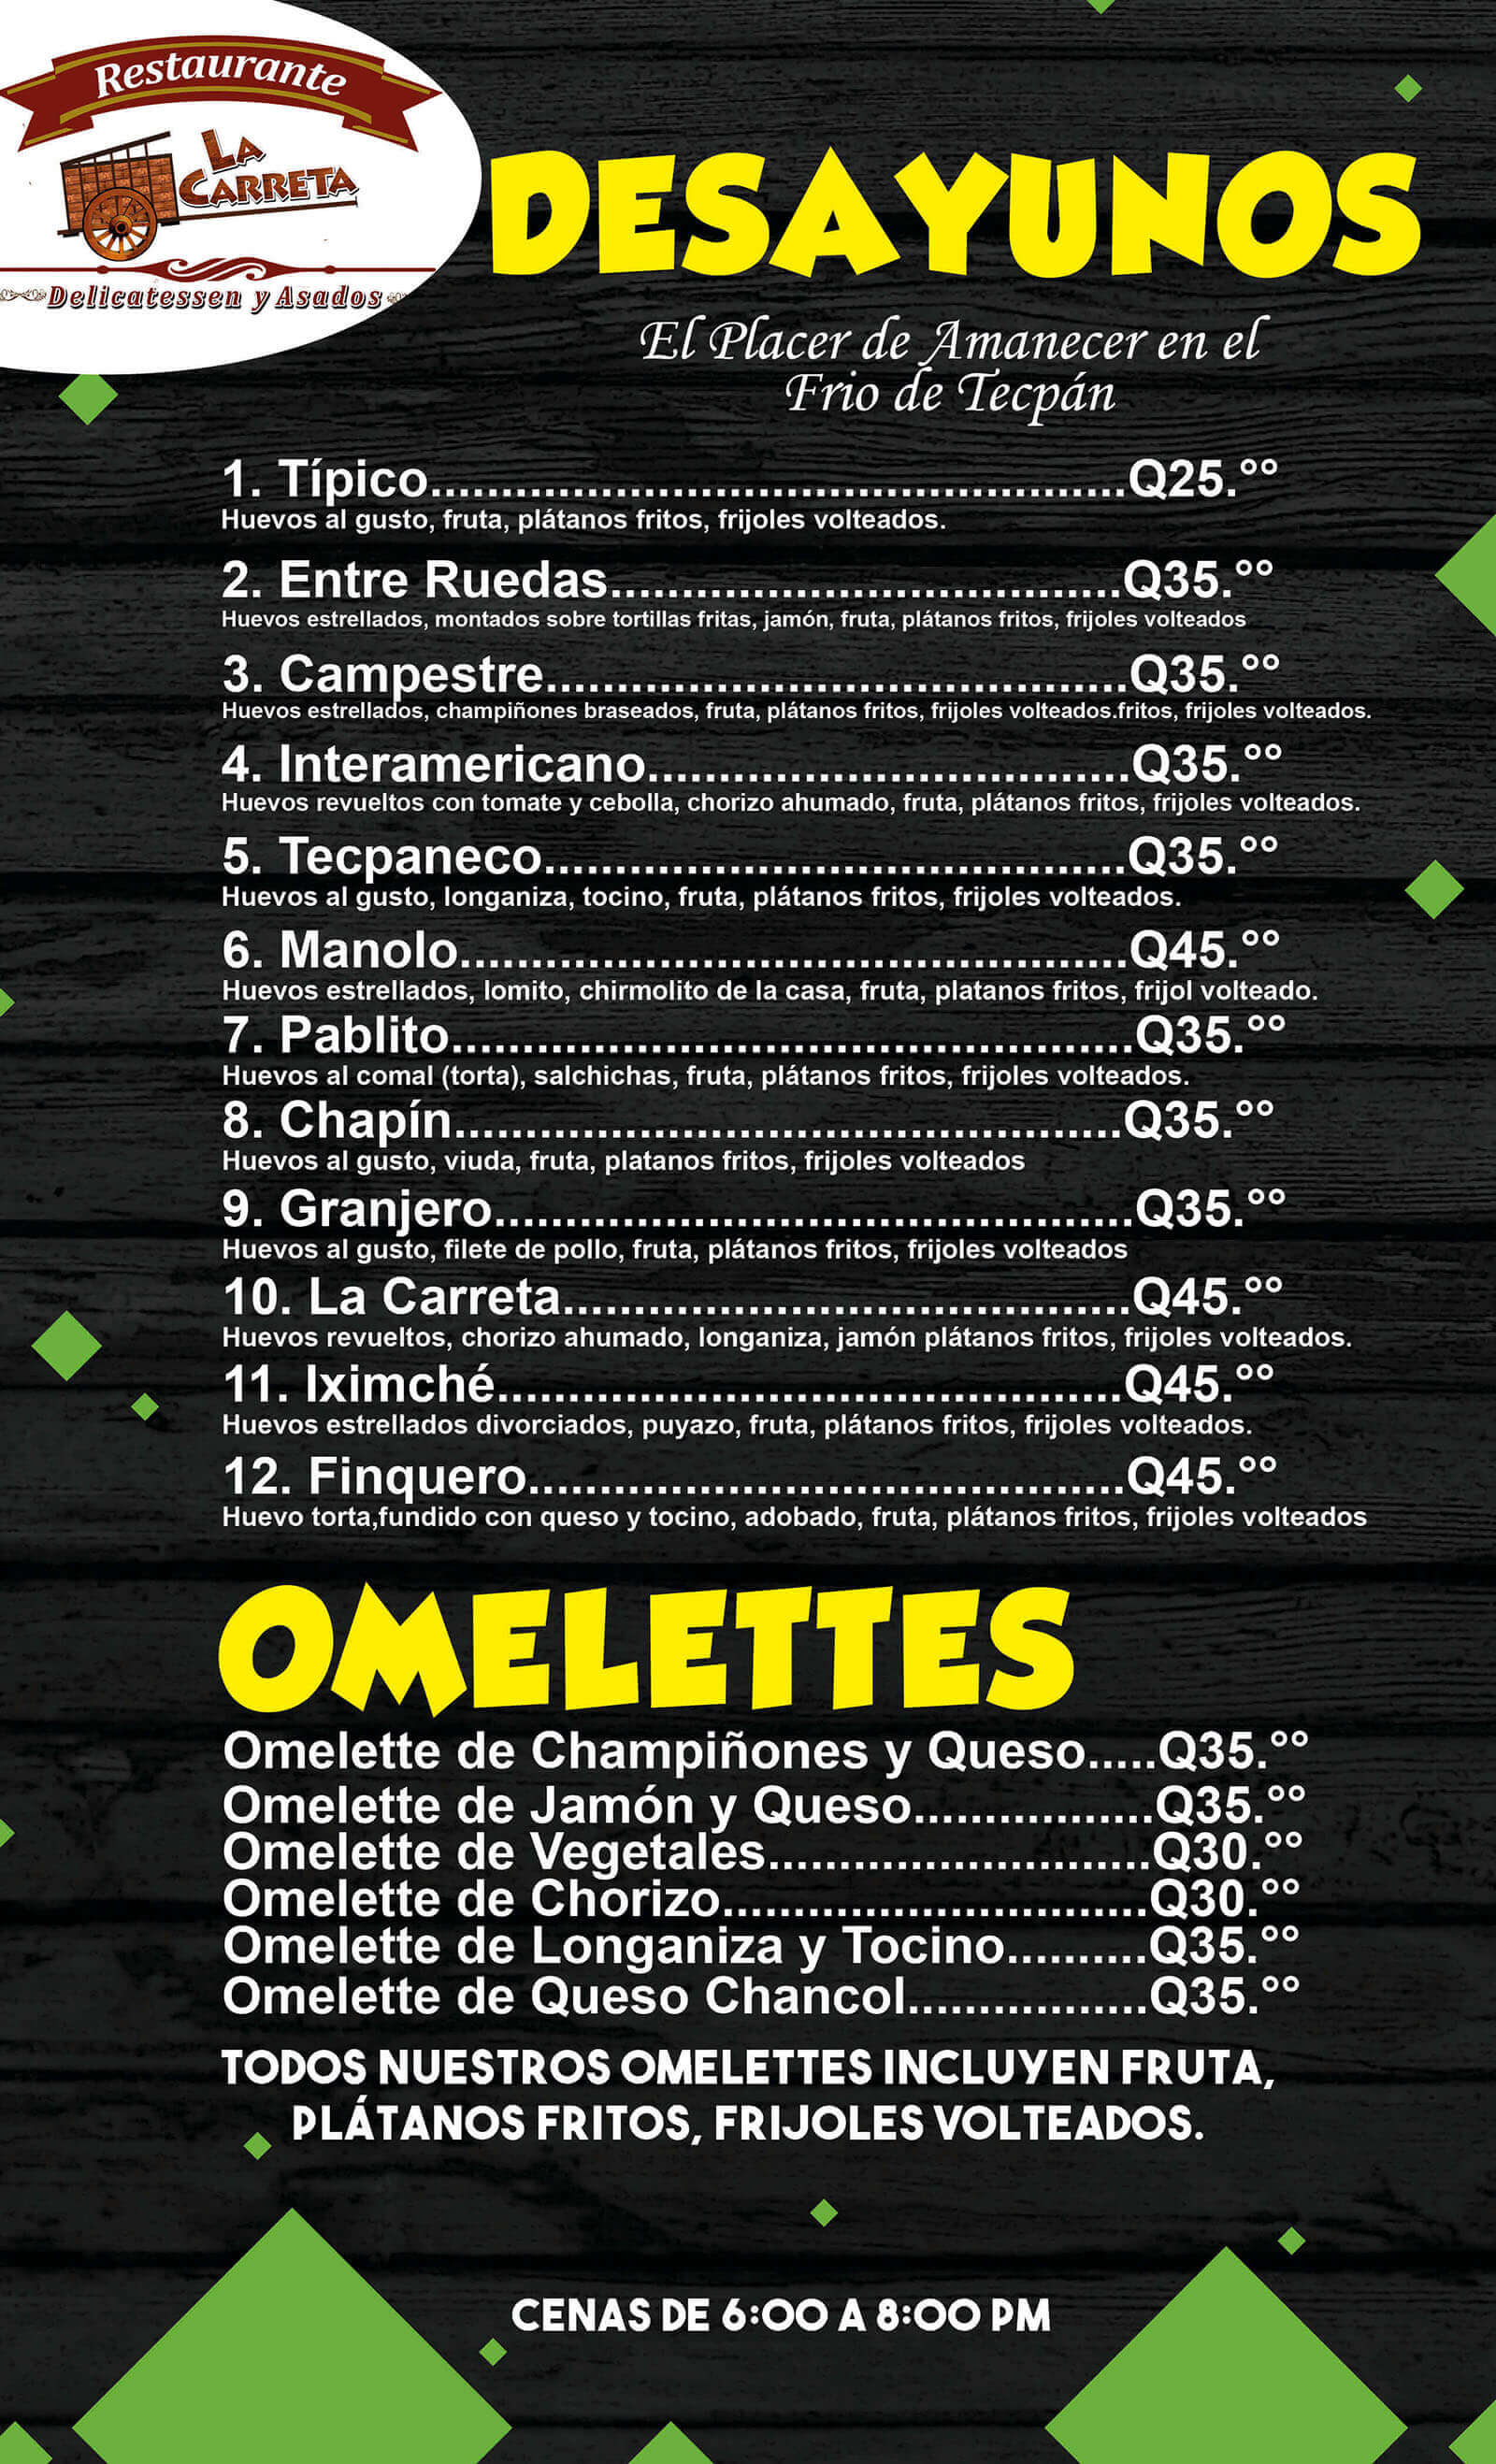 Restaurante
LA
CARRETA
Delicatessen y Asados
DESAYUNOS
El Placer de Amanecer en el
Frio de Tecpán
1. Típico.................................................Q25.°°
Huevos al gusto, fruta, plátanos fritos, frijoles volteados.
2. Entre Ruedas....................................Q35.°°
Huevos estrellados, montados sobre tortillas fritas, jamón, fruta, plátanos fritos, frijoles volteados
3. Campestre.........................................Q35.°°
Huevos estrellados, champiñones braseados, fruta, plátanos fritos, frijoles volteados.fritos, frijoles volteados.
4. Interamericano..................................Q35.°°
Huevos revueltos con tomate y cebolla, chorizo ahumado, fruta, plátanos fritos, frijoles volteados.
5. Tecpaneco.........................................Q35.°°
Huevos al gusto, longaniza, tocino, fruta, plátanos fritos, frijoles volteados.
6. Manolo...............................................Q45.°°
Huevos estrellados, lomito, chirmolito de la casa, fruta, platanos fritos, frijol volteado.
7. Pablito................................................Q35.°°
Huevos al comal (torta), salchichas, fruta, plátanos fritos, frijoles volteados.
8. Chapín...............................................Q35.°°
Huevos al gusto, viuda, fruta, platanos fritos, frijoles volteados
9. Granjero.............................................Q35.°°
Huevos al gusto, filete de pollo, fruta, plátanos fritos, frijoles volteados
10. La Carreta........................................Q45.°°
Huevos revueltos, chorizo ahumado, longaniza, jamón plátanos fritos, frijoles volteados.
11. Iximché............................................Q45.°°
Huevos estrellados divorciados, puyazo, fruta, plátanos fritos, frijoles volteados.
12. Finquero..........................................Q45.°°
Huevo torta,fundido con queso y tocino, adobado, fruta, plátanos fritos, frijoles volteados
OMELETTES
Omelette de Champiñones y Queso.....Q35.°°
Omelette de Jamón y Queso.................Q35.°°
Omelette de Vegetales...........................Q30.°°
Omelette de Chorizo..............................Q30.°°
Omelette de Longaniza y Tocino..........Q35.°°
Omelette de Queso Chancol.................Q35.°°
TODOS NUESTROS OMELETTES INCLUYEN FRUTA,
PLÁTANOS FRITOS, FRIJOLES VOLTEADOS.
CENAS DE 6:00 A 8:00 PM